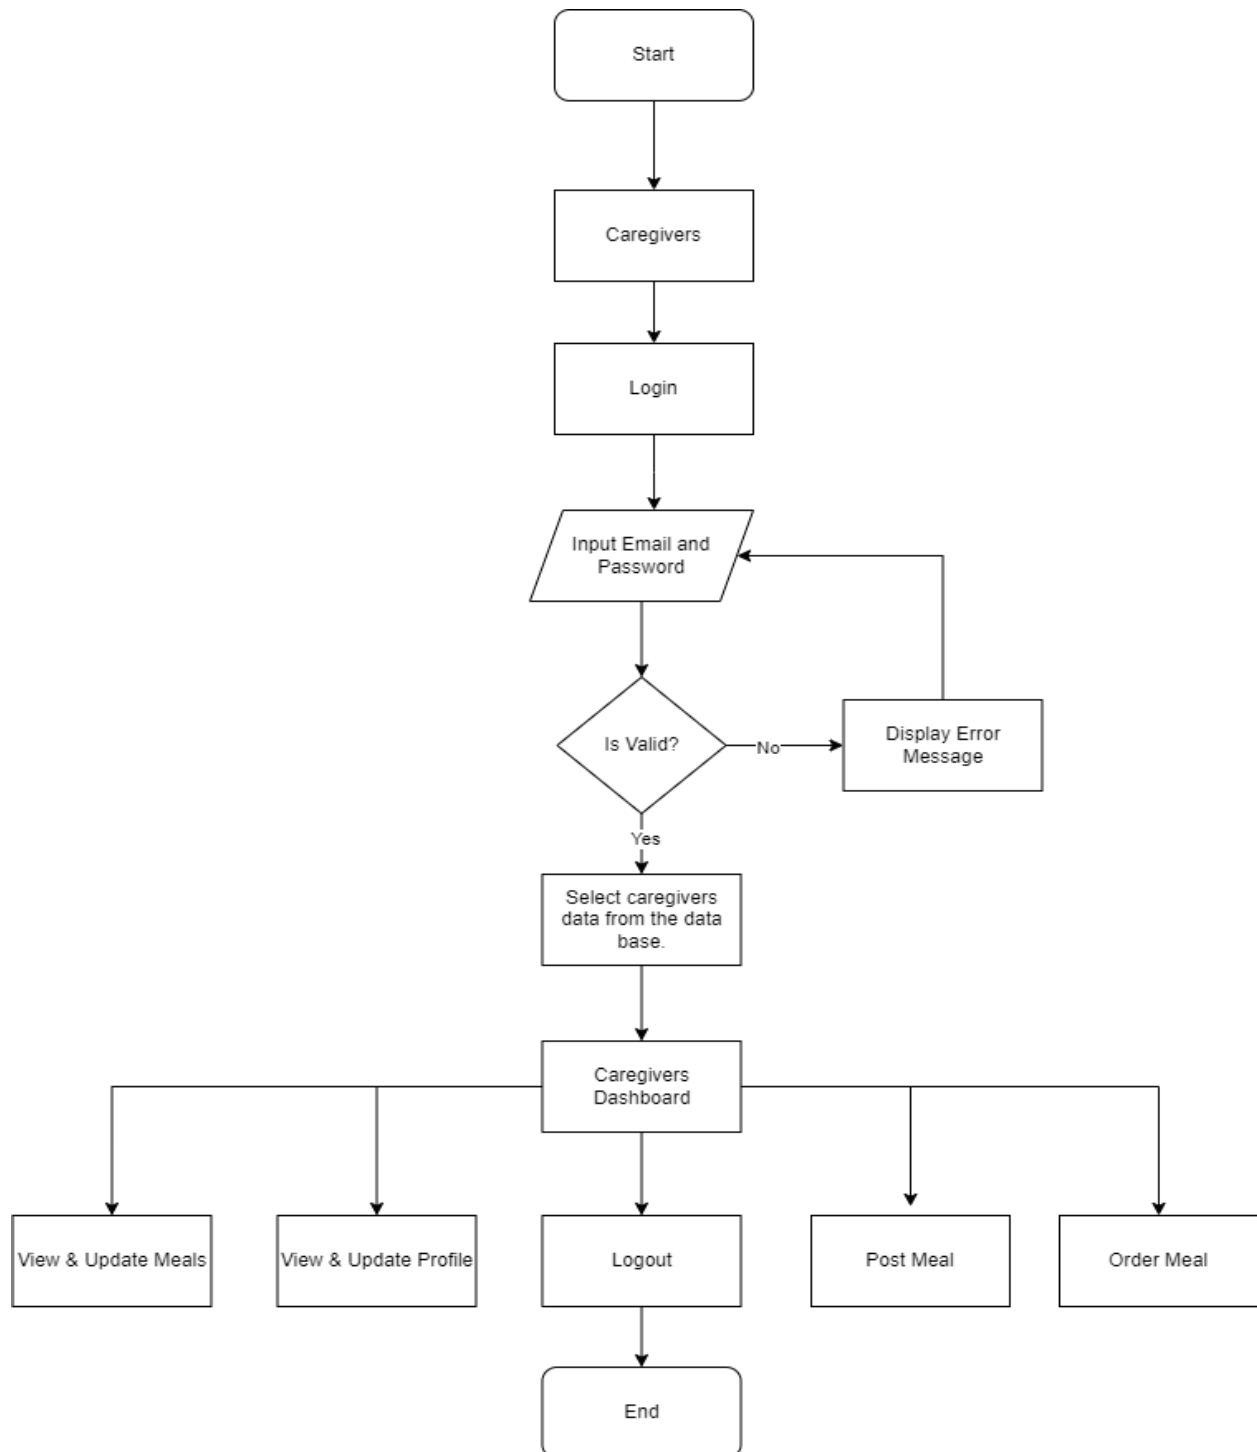 Start
Caregivers
Login
Input Email and
Password
Is Valid?
No
Display Error
Message
Yes
Select caregivers
data from the data
base.
Caregivers
Dashboard
View & Update Meals
View & Update Profile
Logout
Post Meal
Order Meal
End